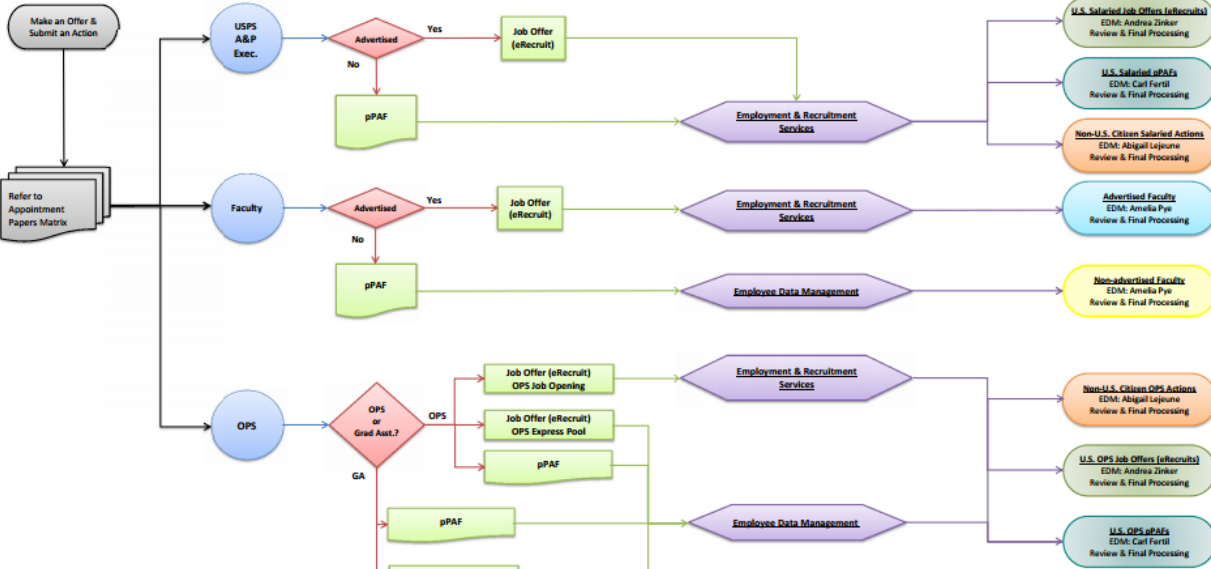 Make an Offer &
Submit an Action
Refer to
Appointment
Papers Matrix
USPS
A&P
Exec.
Advertised
Yes
No
Job Offer
(eRecruit)
pPAF
Employment & Recruitment
Services
U.S. Salaried Job Offers (eRecruits)
EDM: Andrea Zinker
Review & Final Processing
U.S. Salaried pPAFs
EDM: Carl Fertil
Review & Final Processing
Non-U.S. Citizen Salaried Actions
EDM: Abigail Lejeune
Review & Final Processing
Faculty
Advertised
Yes
No
Job Offer
(eRecruit)
Employment & Recruitment
Services
Advertised Faculty
EDM: Amelia Pye
Review & Final Processing
pPAF
Employee Data Management
Non-advertised Faculty
EDM: Amelia Pye
Review & Final Processing
OPS
OPS
or
Grad Asst.?
OPS
GA
Job Offer (eRecruit)
OPS Job Opening
Job Offer (eRecruit)
OPS Express Pool
pPAF
pPAF
Employment & Recruitment
Services
Employee Data Management
Non-U.S. Citizen OPS Actions
EDM: Abigail Lejeune
Review & Final Processing
U.S. OPS Job Offers (eRecruits)
EDM: Andrea Zinker
Review & Final Processing
U.S. OPS pPAFs
EDM: Carl Fertil
Review & Final Processing